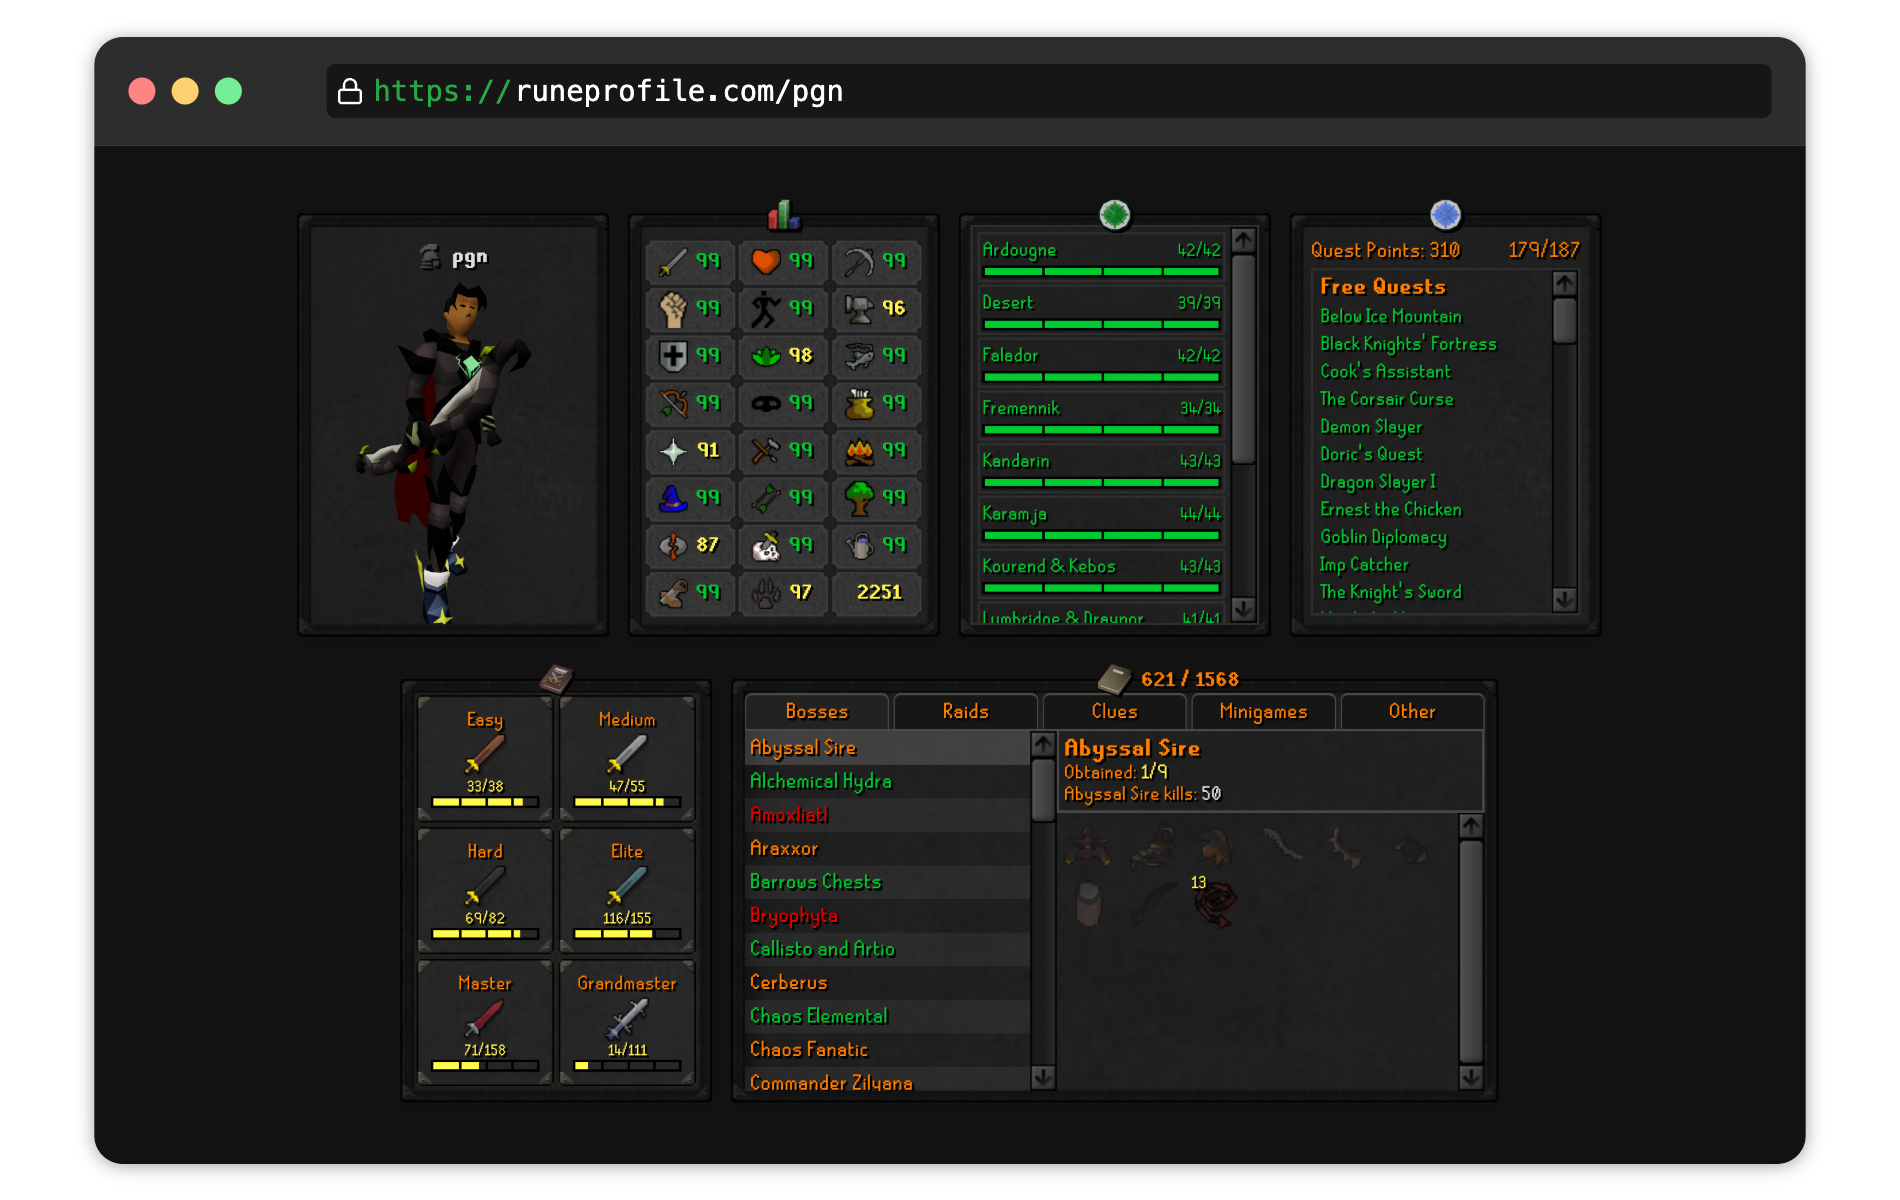 https://runeprofile.com/pgn
pgn
99 99 99
99 99 96
99 98 99
99 99 99
91 99 99
99 99 99
87 99 99
99 97 2251
Ardougne 42/42
Desert 39/39
Falador 42/42
Fremennik 34/34
Kandarin 43/43
Karamja 44/44
Kourend & Kebos 43/43
Lumbridge & Draynor 41/41
Quest Points: 310 179/187
Free Quests
Below Ice Mountain
Black Knights' Fortress
Cook's Assistant
The Corsair Curse
Demon Slayer
Doric's Quest
Dragon Slayer I
Ernest the Chicken
Goblin Diplomacy
Imp Catcher
The Knight's Sword
Easy Medium
33/38 47/55
Hard Elite
69/82 116/155
Master Grandmaster
71/158 14/111
621 / 1568
Bosses Raids Clues Minigames Other
Abyssal Sire
Alchemical Hydra
Amoxliatl
Araxxor
Barrows Chests
Bryophyta
Callisto and Artio
Cerberus
Chaos Elemental
Chaos Fanatic
Commander Zilyana
Abyssal Sire
Obtained: 1/9
Abyssal Sire kills: 50
13